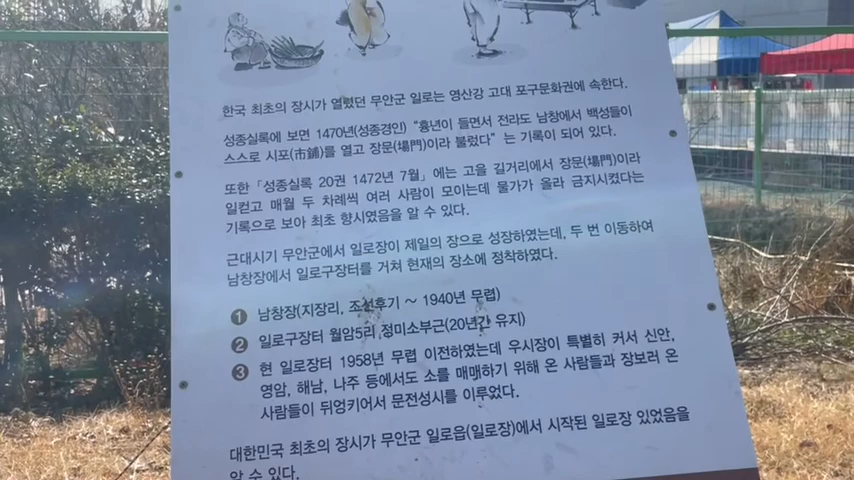 한국 최초의 장시가 열렸던 무안군 일로는 영산강 고대 포구문화권에 속한다.
성종실록에 보면 1470년(성종경인) “흉년이 들면서 전라도 남창에서 백성들이
스스로 시포(市鋪)를 열고 장문(場門)이라 불렀다” 는 기록이 되어 있다.
또한 「성종실록 20권 1472년 7월」에는 고을 길거리에서 장문(場門)이라
일컫고 매월 두 차례씩 여러 사람이 모이는데 물가가 올라 금지시켰다는
기록으로 보아 최초 향시였음을 알 수 있다.
근대시기 무안군에서 일로장이 제일의 장으로 성장하였는데, 두 번 이동하여
남창장에서 일로구장터를 거쳐 현재의 장소에 정착하였다.
❶ 남창장(지장리, 조선후기 ~ 1940년 무렵)
❷ 일로구장터 월암5리 정미소부근(20년간 유지)
❸ 현 일로장터 1958년 무렵 이전하였는데 우시장이 특별히 커서 신안,
영암, 해남, 나주 등에서도 소를 매매하기 위해 온 사람들과 장보러 온
사람들이 뒤엉키어서 문전성시를 이루었다.
대한민국 최초의 장시가 무안군 일로읍(일로장)에서 시작된 일로장 있었음을
알 수 있다.